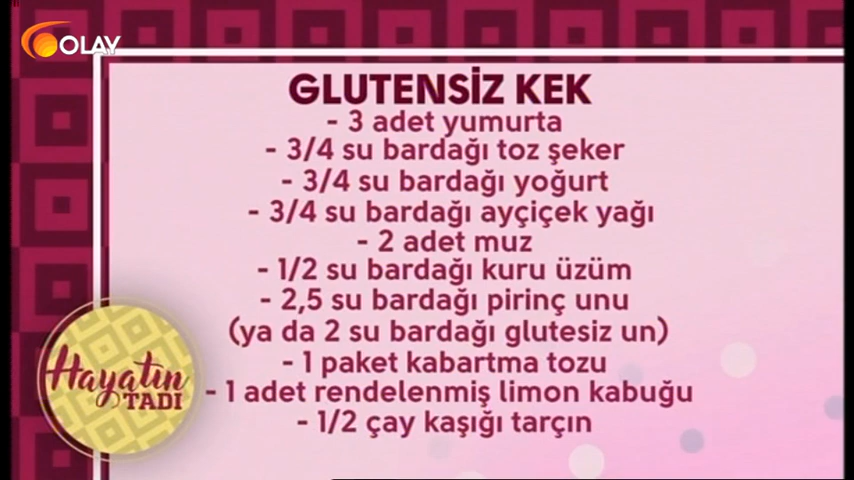 OLAY
GLUTENSİZ KEK
- 3 adet yumurta
- 3/4 su bardağı toz şeker
- 3/4 su bardağı yoğurt
- 3/4 su bardağı ayçiçek yağı
- 2 adet muz
- 1/2 su bardağı kuru üzüm
- 2,5 su bardağı pirinç unu
(ya da 2 su bardağı glutesiz un)
- 1 paket kabartma tozu
- 1 adet rendelenmiş limon kabuğu
- 1/2 çay kaşığı tarçın
Hayatın
TADI